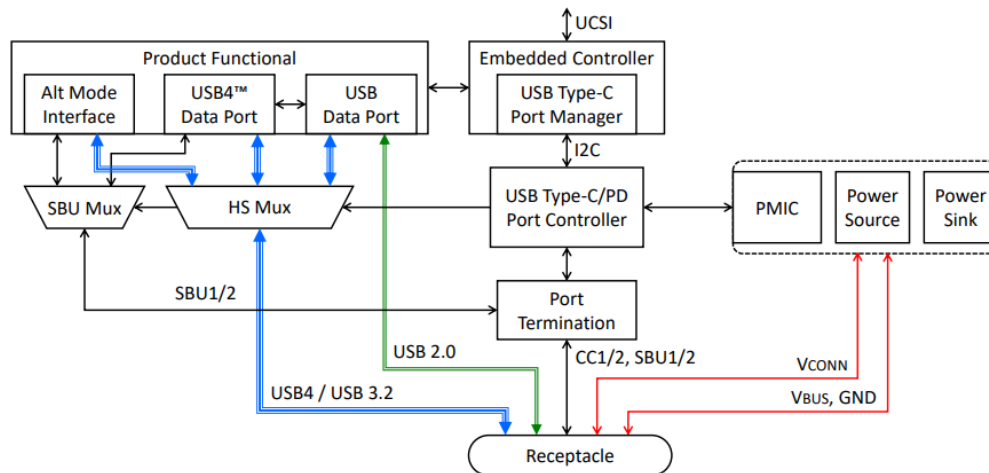 UCSI
Product Functional
Embedded Controller
Alt Mode
Interface
USB4™
Data Port
USB
Data Port
USB Type-C
Port Manager
I2C
SBU Mux
HS Mux
USB Type-C/PD
Port Controller
PMIC
Power
Source
Power
Sink
SBU1/2
Port
Termination
USB 2.0
CC1/2, SBU1/2
VCONN
USB4 / USB 3.2
VBUS, GND
Receptacle